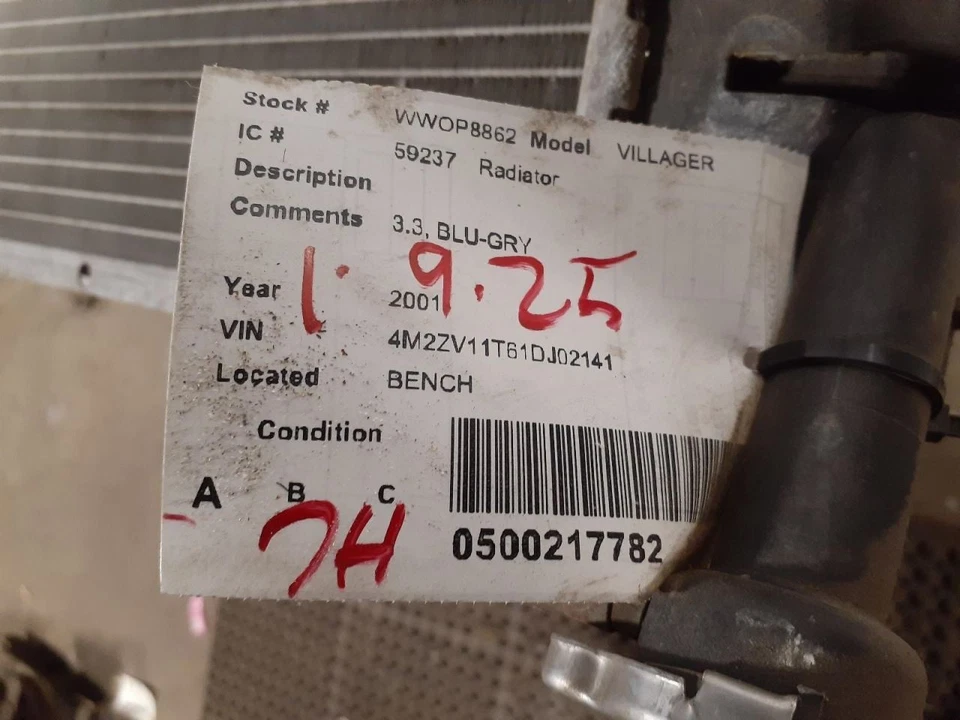 Stock # WWOP8862 Model VILLAGER
IC # 59237 Radiator
Description
Comments 3.3, BLU-GRY
1. 9.25
Year 2001
VIN 4M2ZV11T61DJ02141
Located BENCH
Condition
A B C
7H
0500217782